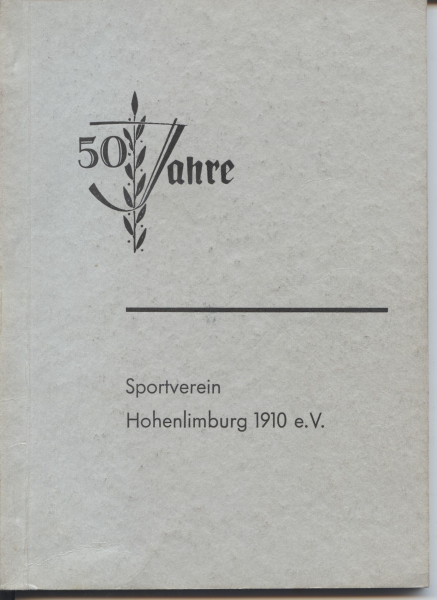 50 Jahre
Sportverein
Hohenlimburg 1910 e.V.